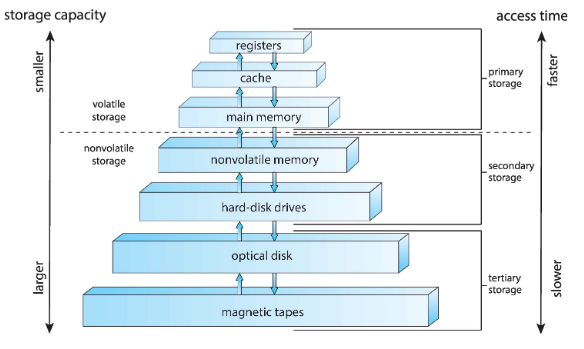 storage capacity
access time
smaller
faster
registers
cache
primary
storage
volatile
storage
main memory
nonvolatile
storage
nonvolatile memory
secondary
storage
hard-disk drives
optical disk
larger
slower
tertiary
storage
magnetic tapes